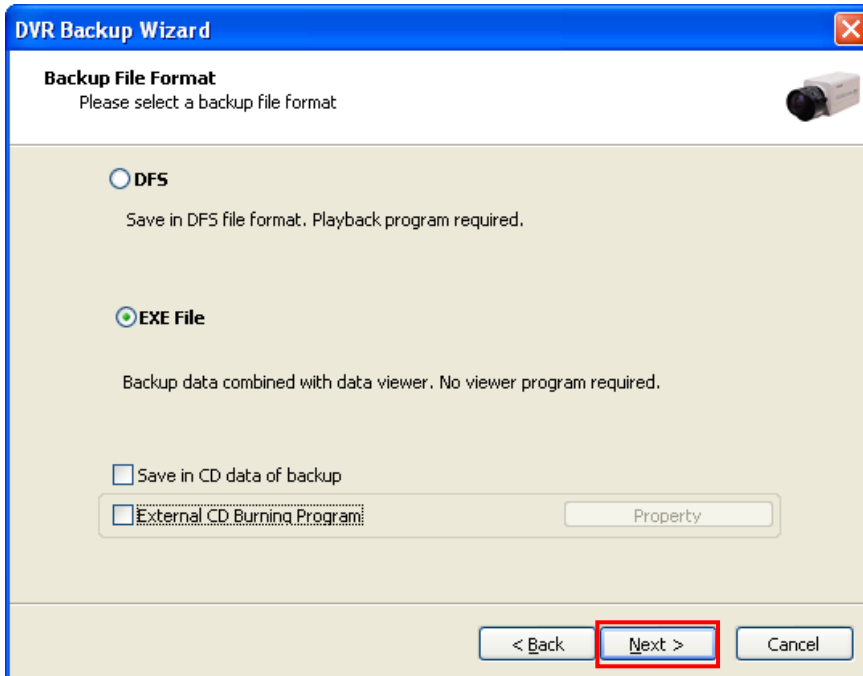 DVR Backup Wizard
Backup File Format
Please select a backup file format
DFS
Save in DFS file format. Playback program required.
EXE File
Backup data combined with data viewer. No viewer program required.
Save in CD data of backup
External CD Burning Program
Property
< Back
Next >
Cancel